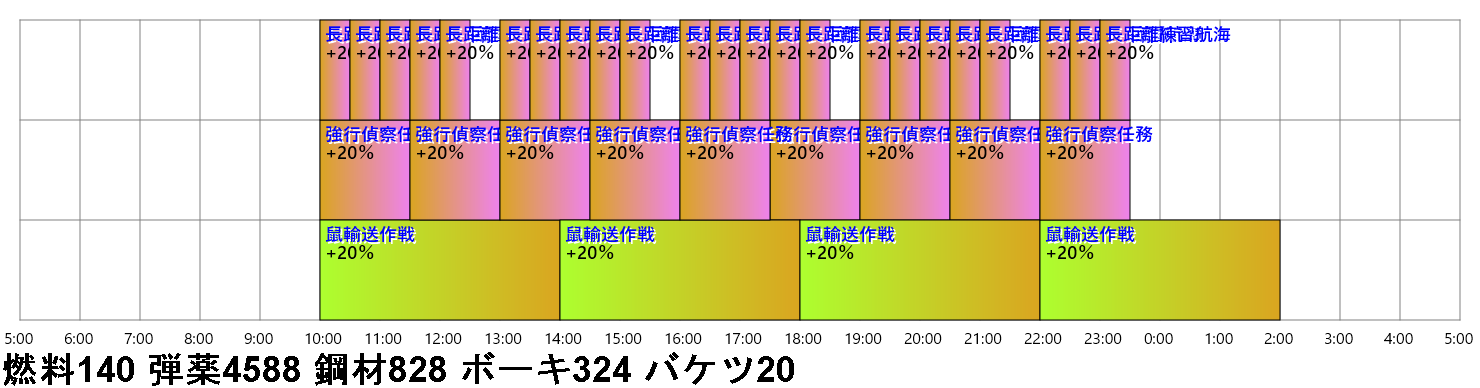 長距 長距 長距 長距 長距離 長距 長距 長距 長距 長距離 長距 長距 長距 長距 長距離 長距 長距 長距 長距 長距離 長距 長距 長距離練習航海
+20 +20 +20 +20 +20% +20 +20 +20 +20 +20% +20 +20 +20 +20 +20% +20 +20 +20 +20 +20% +20 +20 +20%
強行偵察任 強行偵察任 強行偵察任 強行偵察任 強行偵察任務 行偵察任 強行偵察任 強行偵察任 強行偵察任務
+20% +20% +20% +20% +20% +20% +20% +20% +20%
鼠輸送作戦 鼠輸送作戦 鼠輸送作戦 鼠輸送作戦
+20% +20% +20% +20%
5:00 6:00 7:00 8:00 9:00 10:00 11:00 12:00 13:00 14:00 15:00 16:00 17:00 18:00 19:00 20:00 21:00 22:00 23:00 0:00 1:00 2:00 3:00 4:00 5:00
燃料140 弾薬4588 鋼材828 ボーキ324 バケツ20